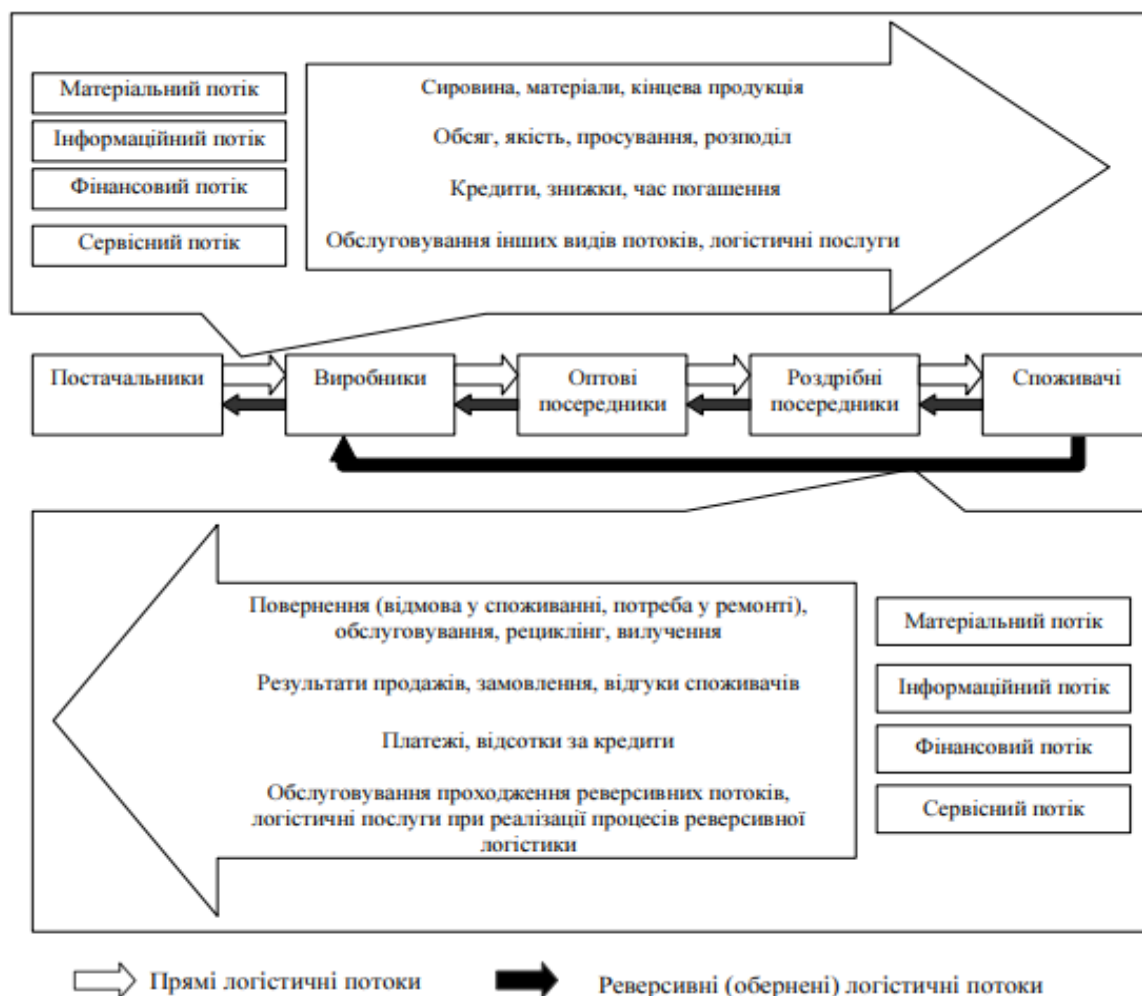 Матеріальний потік
Сировина, матеріали, кінцева продукція
Інформаційний потік
Обсяг, якість, просування, розподіл
Фінансовий потік
Кредити, знижки, час погашення
Сервісний потік
Обслуговування інших видів потоків, логістичні послуги
Постачальники
Виробники
Оптові
посередники
Роздрібні
посередники
Споживачі
Повернення (відмова у споживанні, потреба у ремонті),
обслуговування, рециклінг, вилучення
Матеріальний потік
Результати продажів, замовлення, відгуки споживачів
Інформаційний потік
Платежі, відсотки за кредити
Фінансовий потік
Обслуговування проходження реверсивних потоків,
логістичні послуги при реалізації процесів реверсивної
логістики
Сервісний потік
Прямі логістичні потоки
Реверсивні (обернені) логістичні потоки